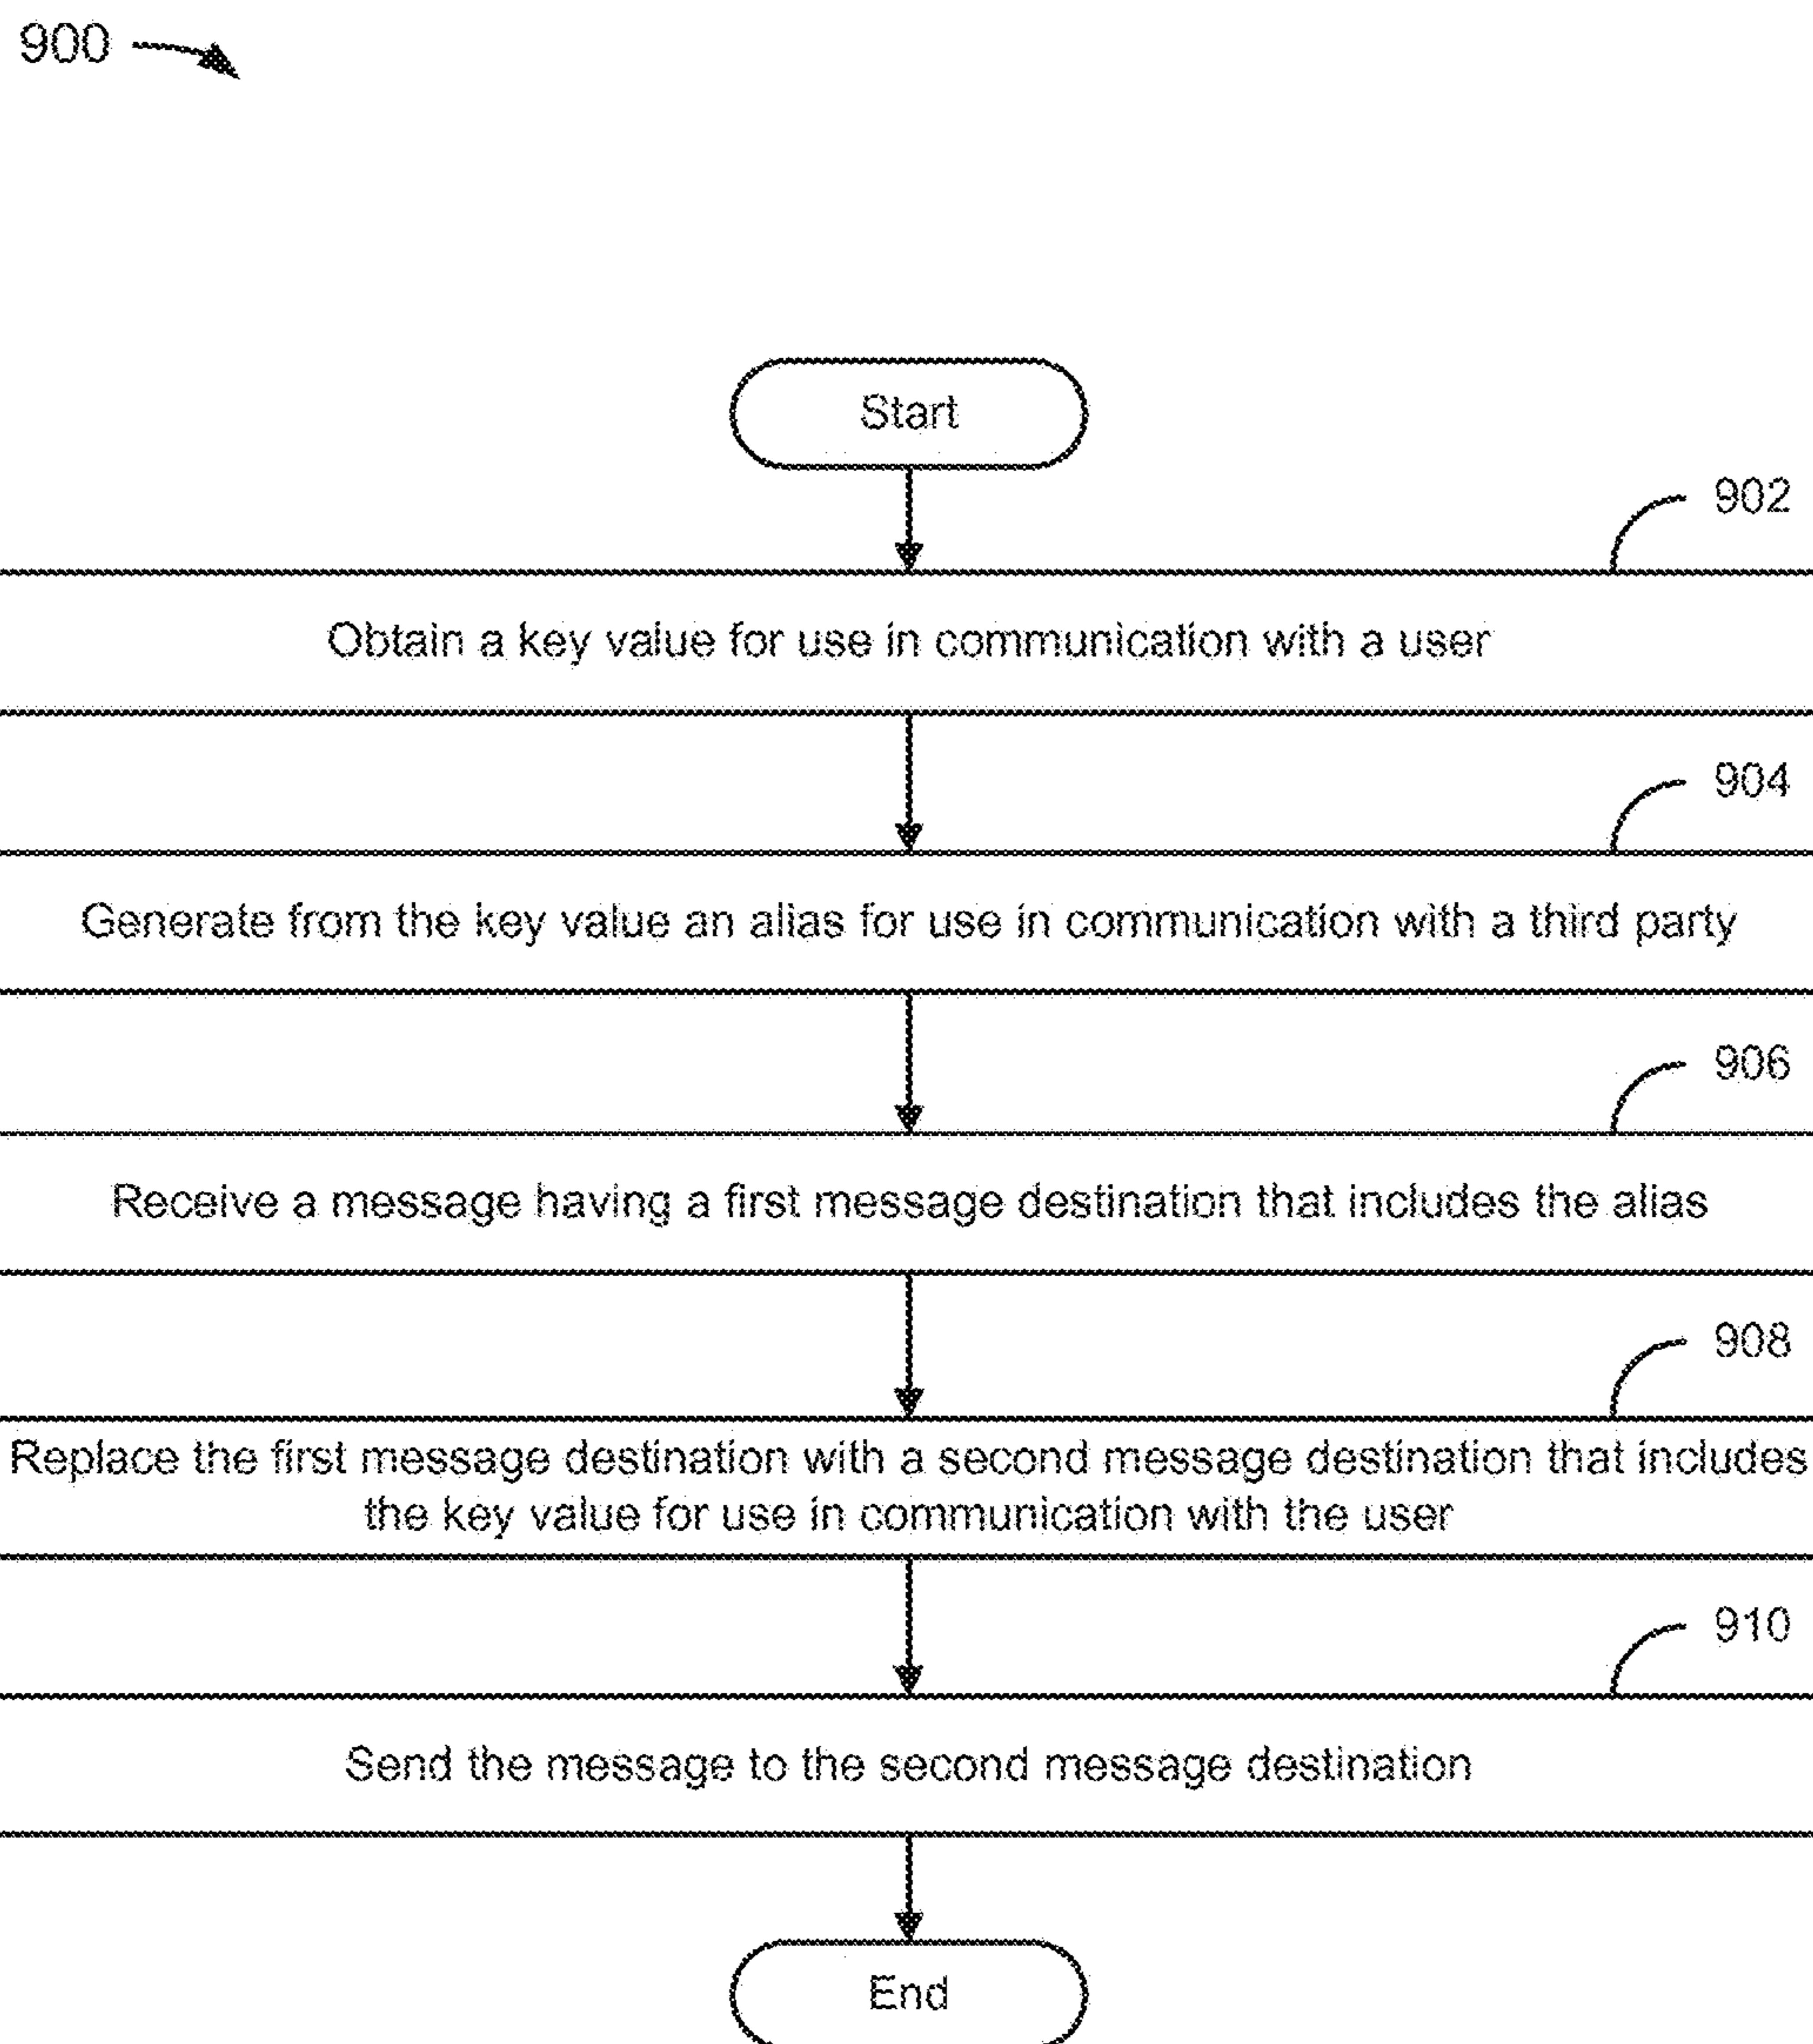 900
Start
902
Obtain a key value for use in communication with a user
904
Generate from the key value an alias for use in communication with a third party
906
Receive a message having a first message destination that includes the alias
908
Replace the first message destination with a second message destination that includes
the key value for use in communication with the user
910
Send the message to the second message destination
End